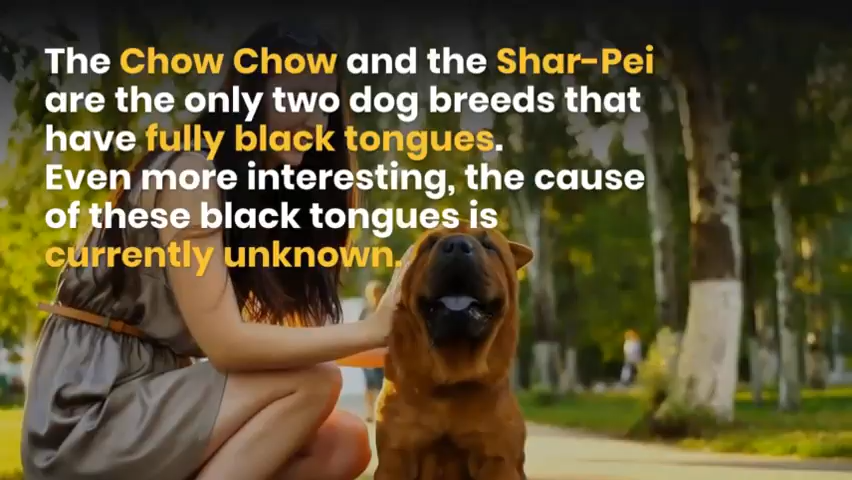 The Chow Chow and the Shar-Pei
are the only two dog breeds that
have fully black tongues.
Even more interesting, the cause
of these black tongues is
currently unknown.